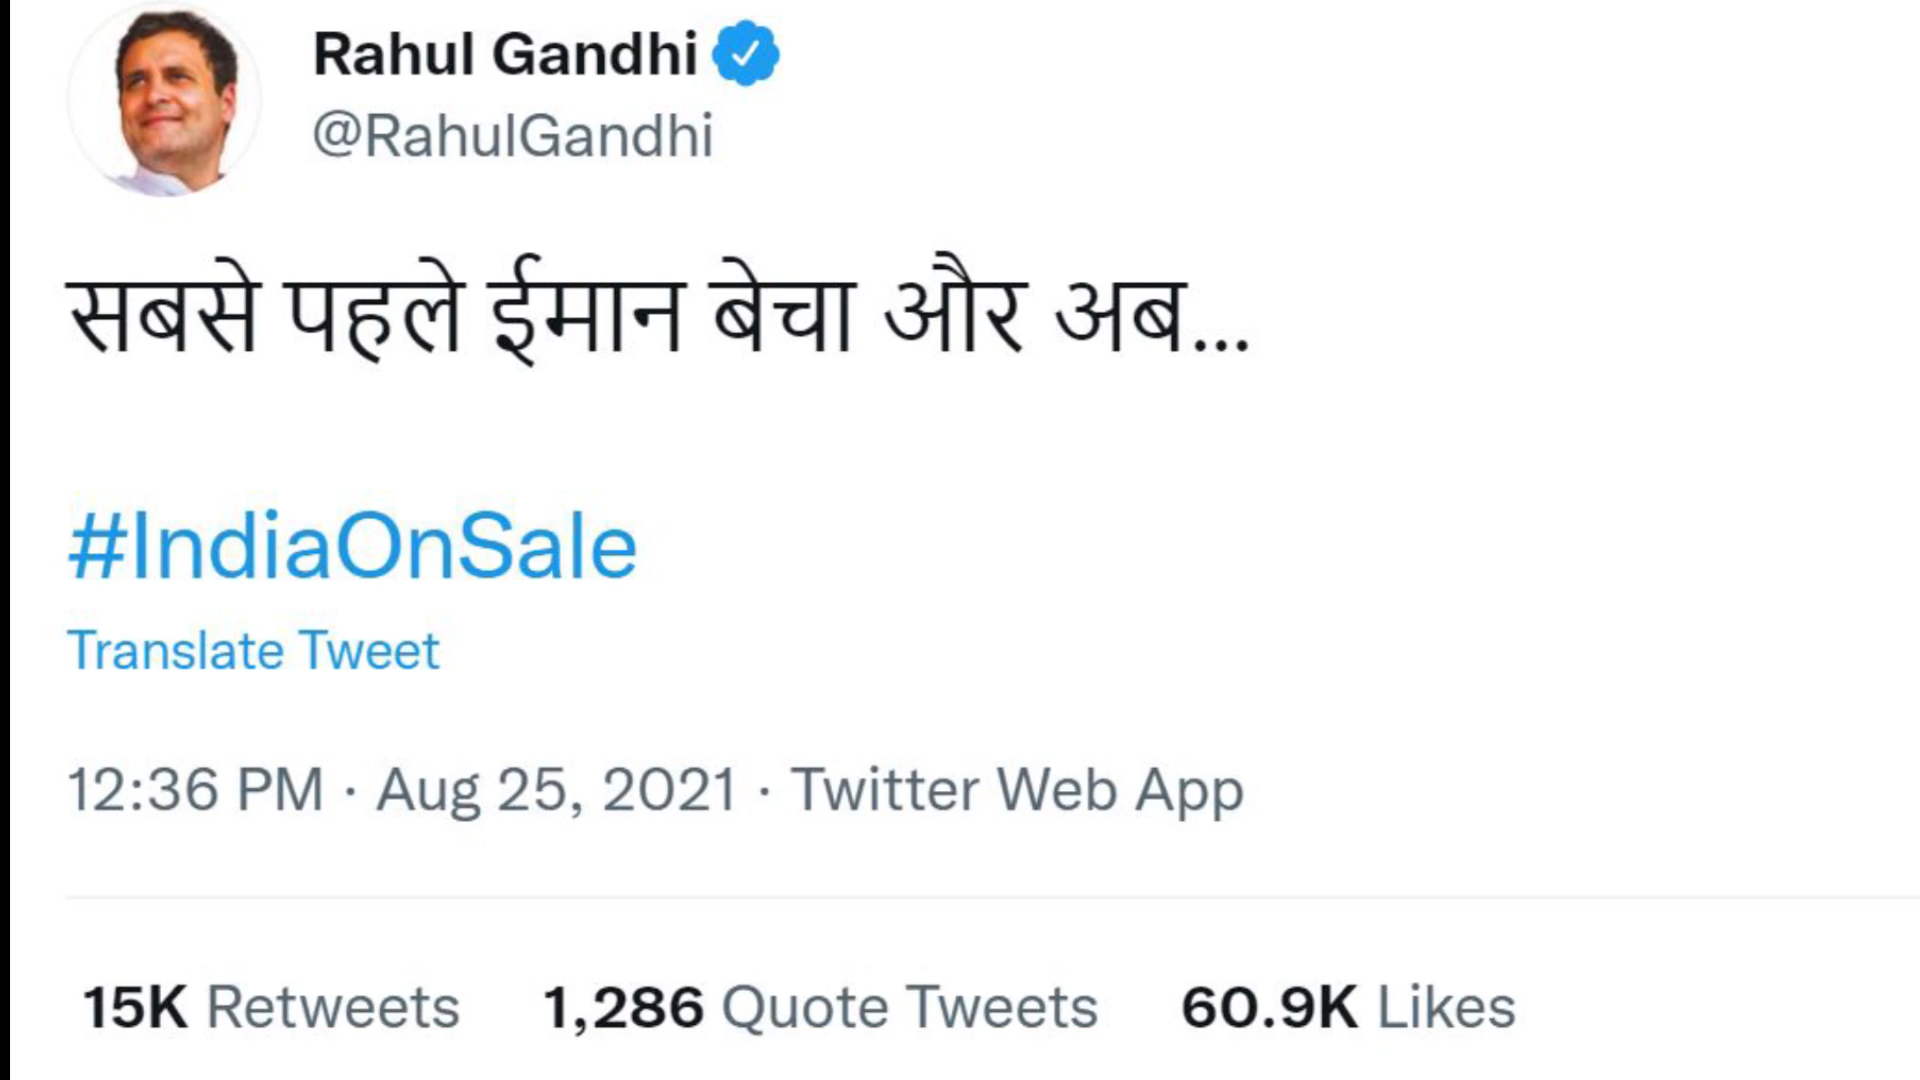 Rahul Gandhi
@RahulGandhi
सबसे पहले ईमान बेचा और अब...
#IndiaOnSale
Translate Tweet
12:36 PM · Aug 25, 2021 · Twitter Web App
15K Retweets 1,286 Quote Tweets 60.9K Likes